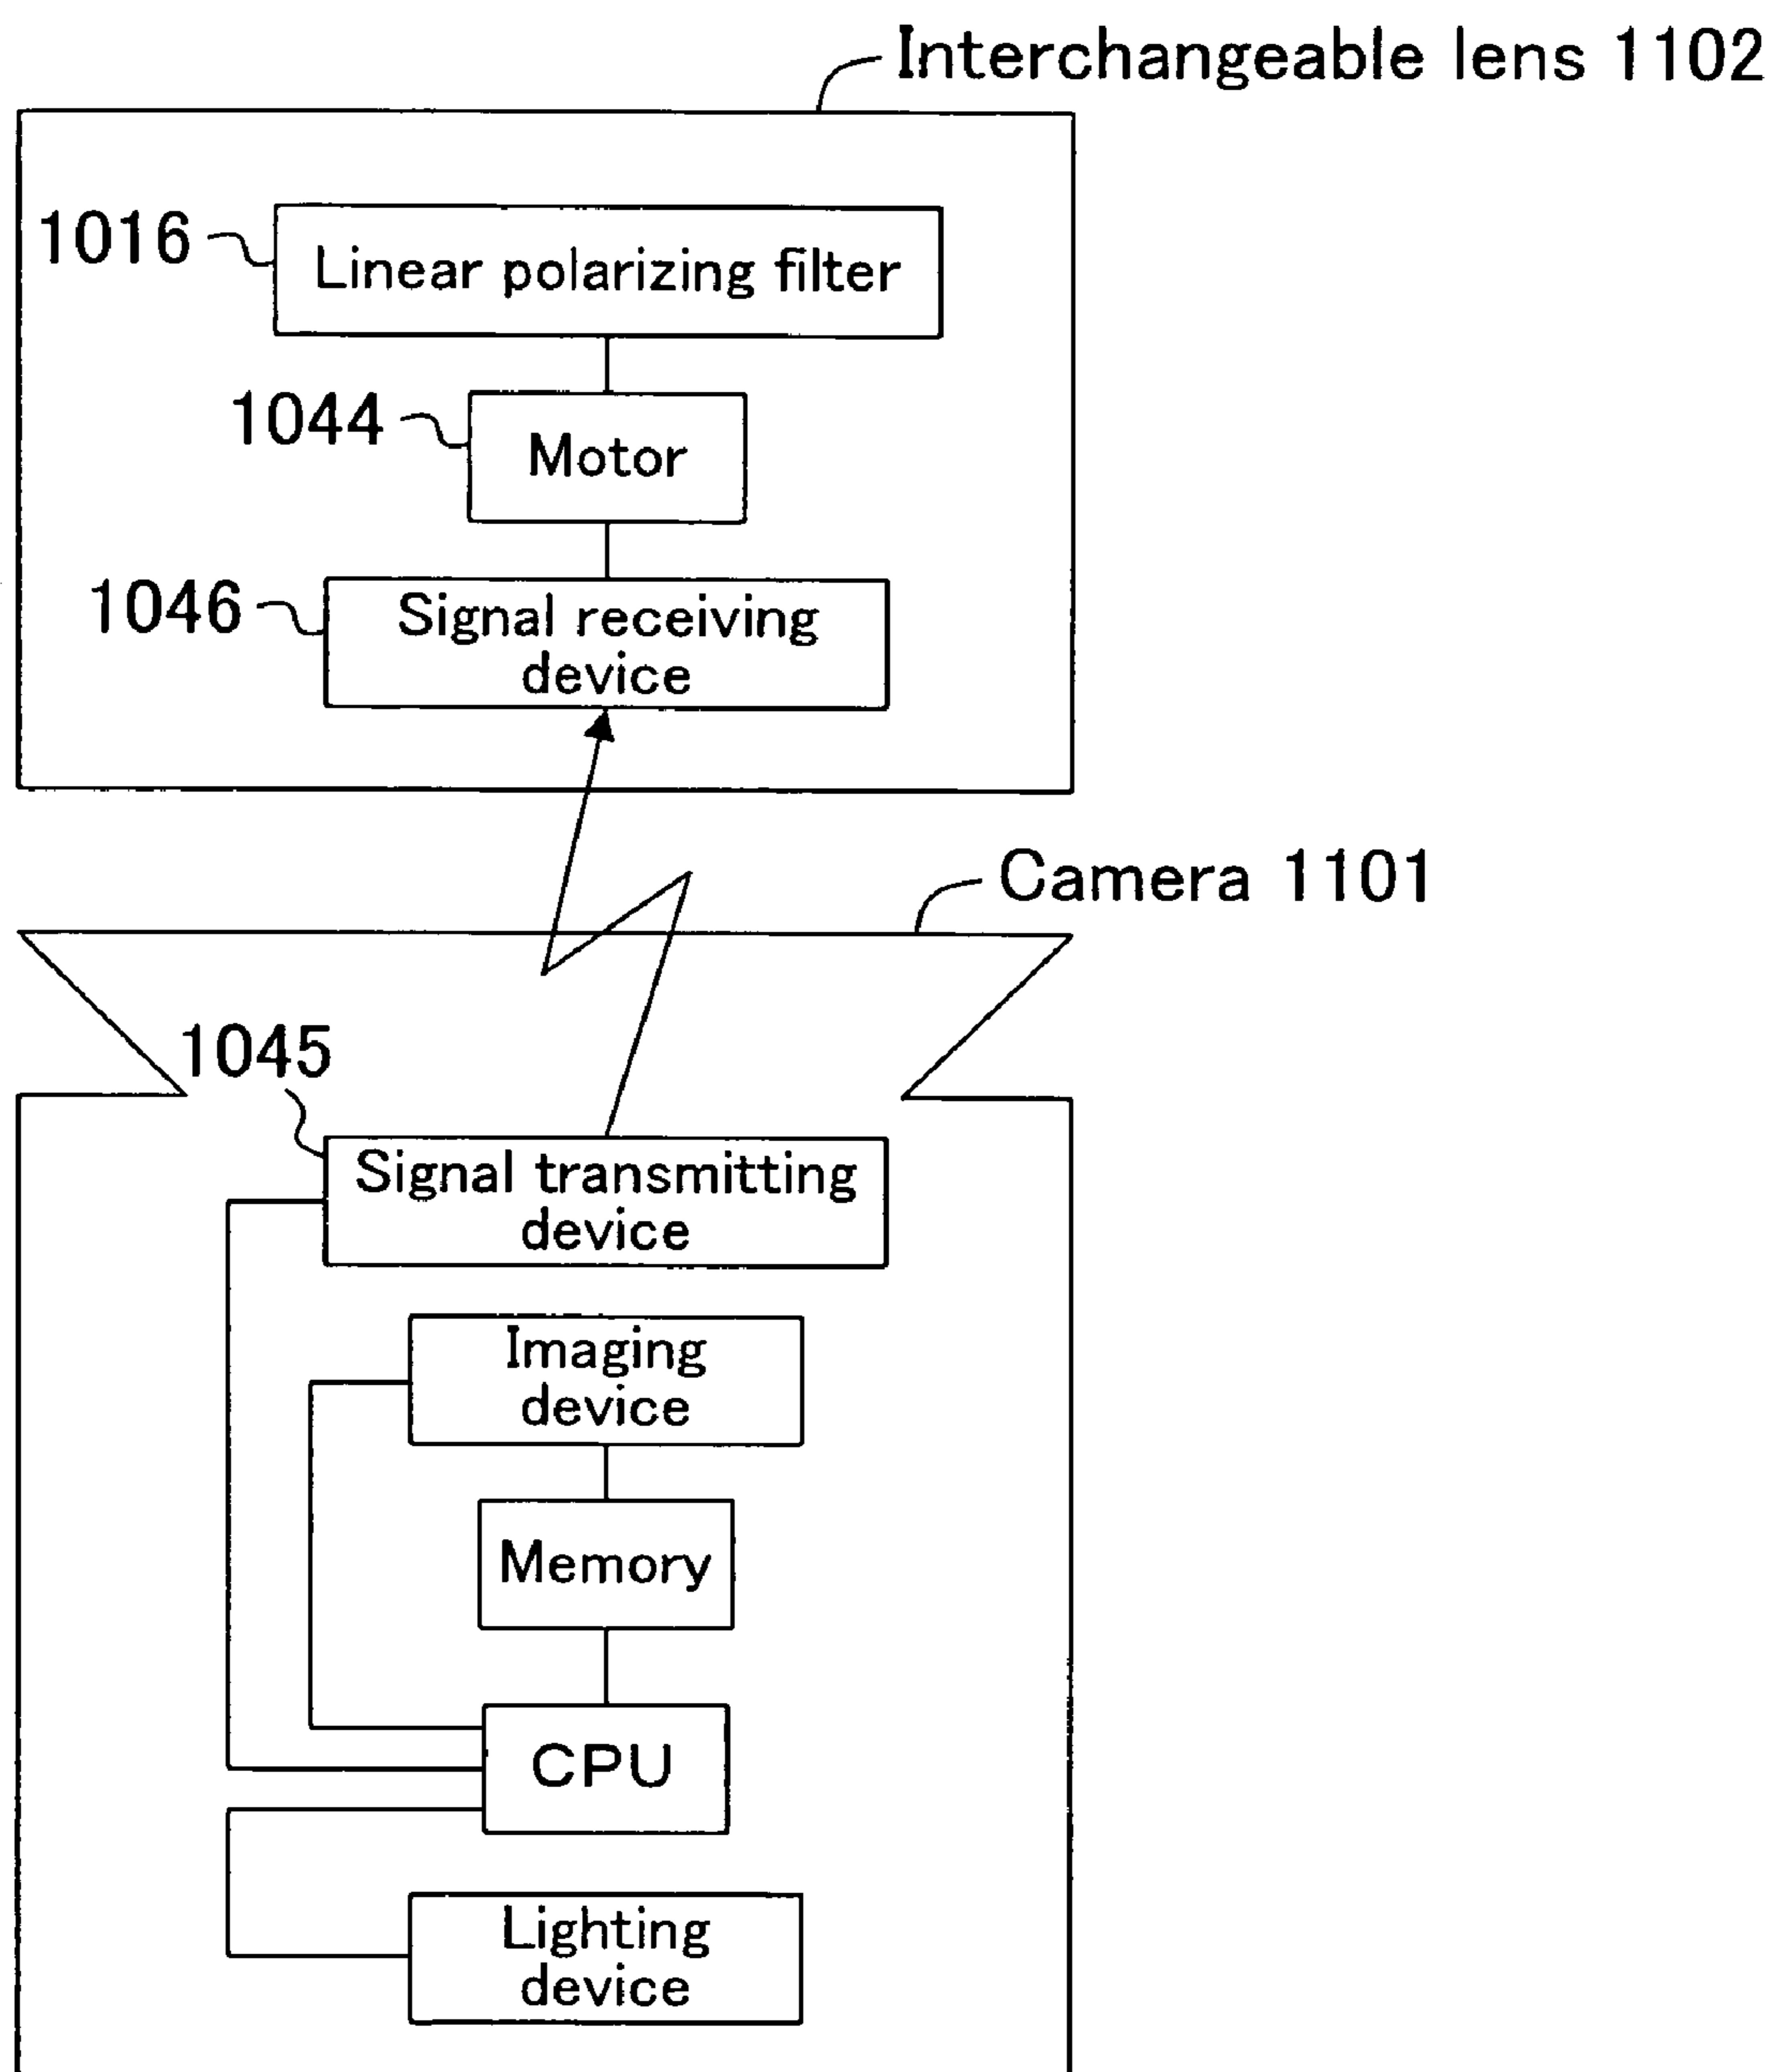 Interchangeable lens 1102
1016
Linear polarizing filter
1044
Motor
1046
Signal receiving
device
Camera 1101
1045
Signal transmitting
device
Imaging
device
Memory
CPU
Lighting
device